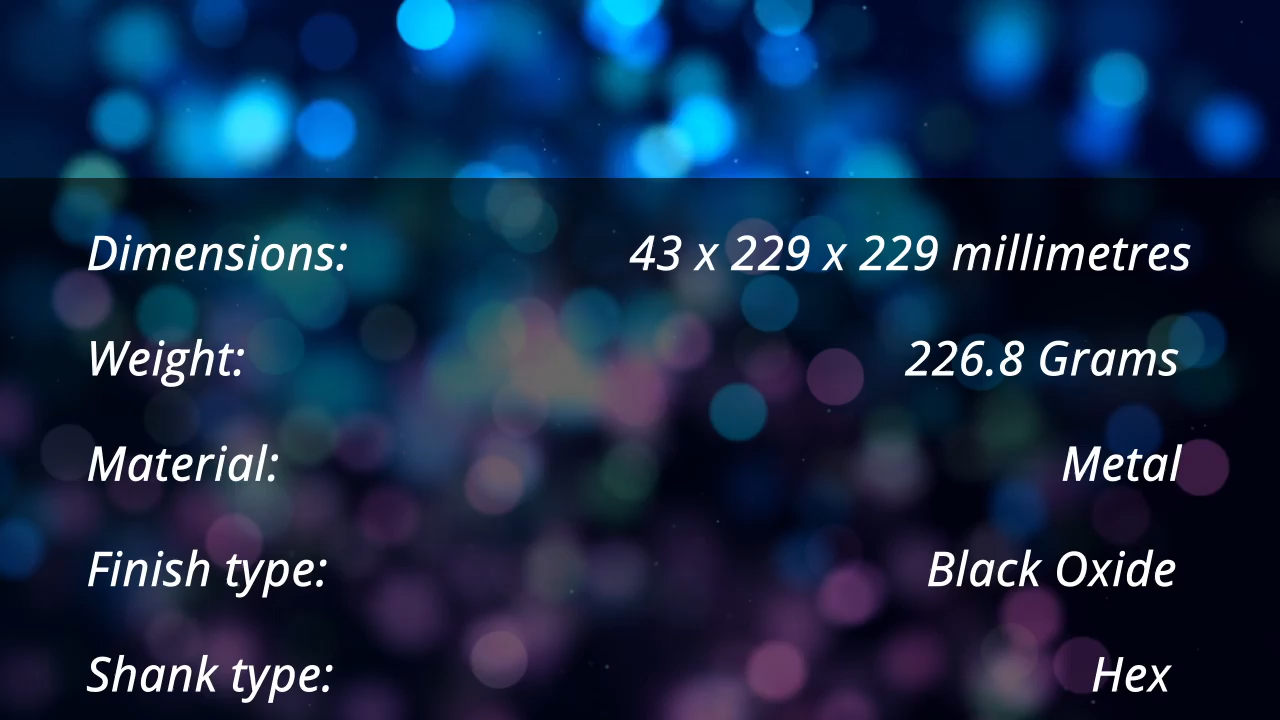 Dimensions: 43 x 229 x 229 millimetres
Weight: 226.8 Grams
Material: Metal
Finish type: Black Oxide
Shank type: Hex